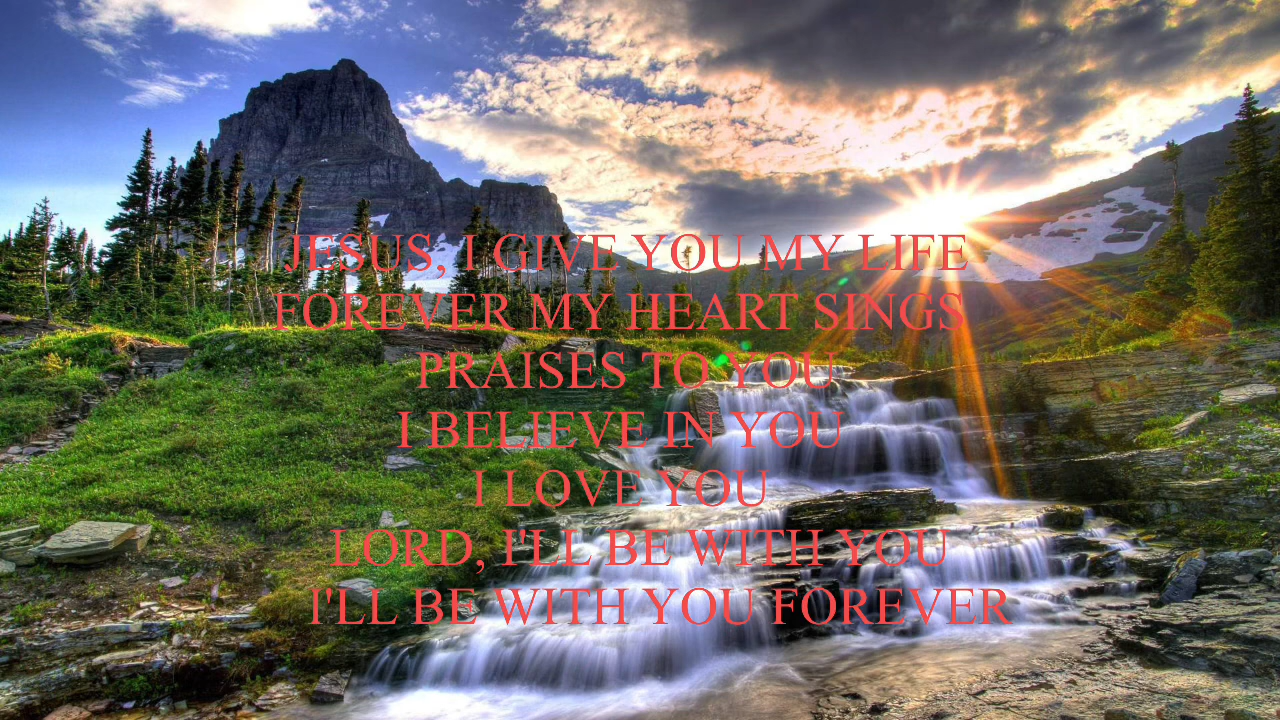 JESUS, I GIVE YOU MY LIFE
FOREVER MY HEART SINGS
PRAISES TO YOU
I BELIEVE IN YOU
I LOVE YOU
LORD, I'LL BE WITH YOU
I'LL BE WITH YOU FOREVER